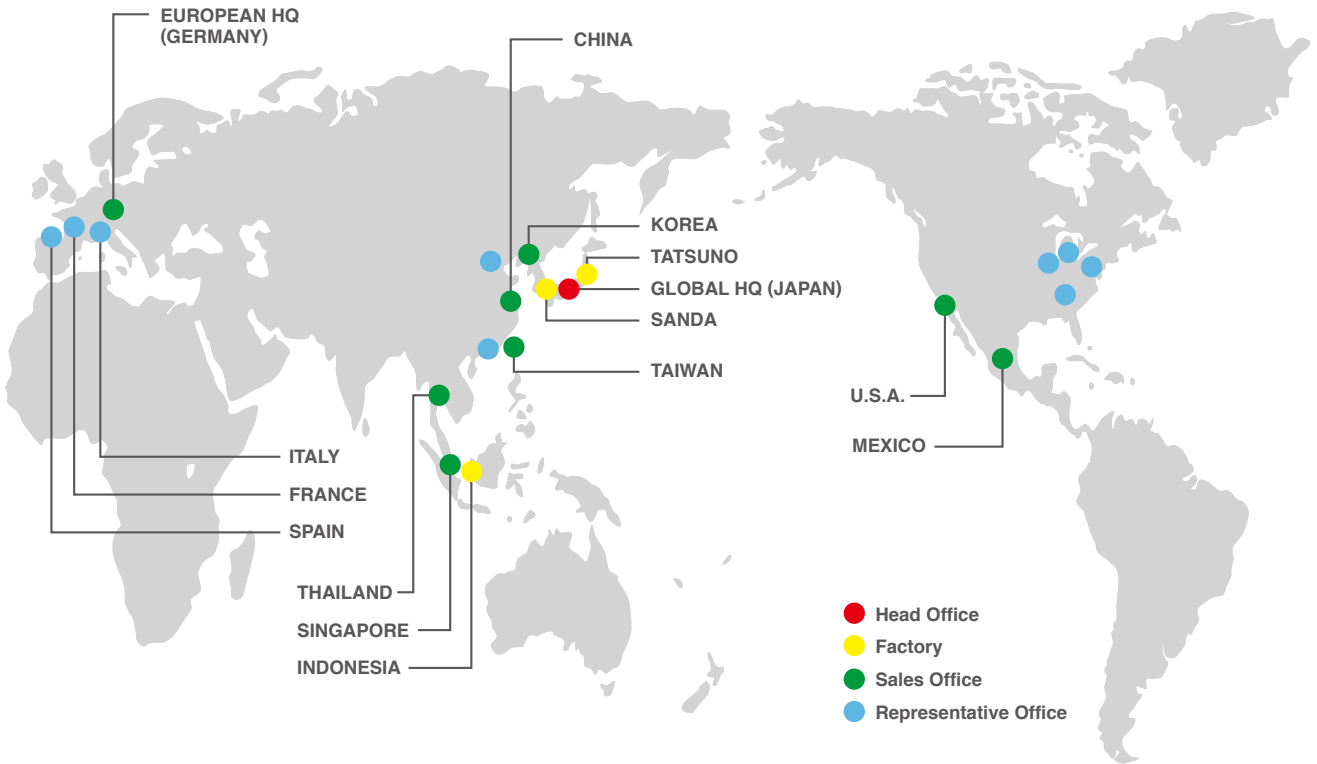 EUROPEAN HQ
(GERMANY)
CHINA
KOREA
TATSUNO
GLOBAL HQ (JAPAN)
SANDA
TAIWAN
U.S.A.
MEXICO
ITALY
FRANCE
SPAIN
THAILAND
SINGAPORE
INDONESIA
Head Office
Factory
Sales Office
Representative Office